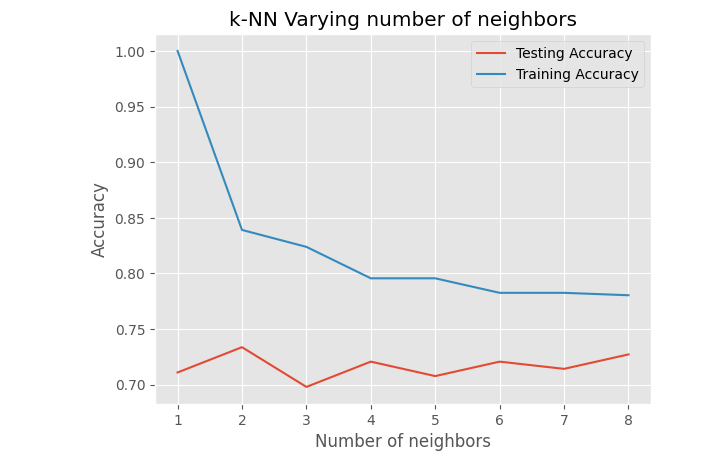 k-NN Varying number of neighbors
Testing Accuracy
Training Accuracy
Accuracy
1.00
0.95
0.90
0.85
0.80
0.75
0.70
1 2 3 4 5 6 7 8
Number of neighbors